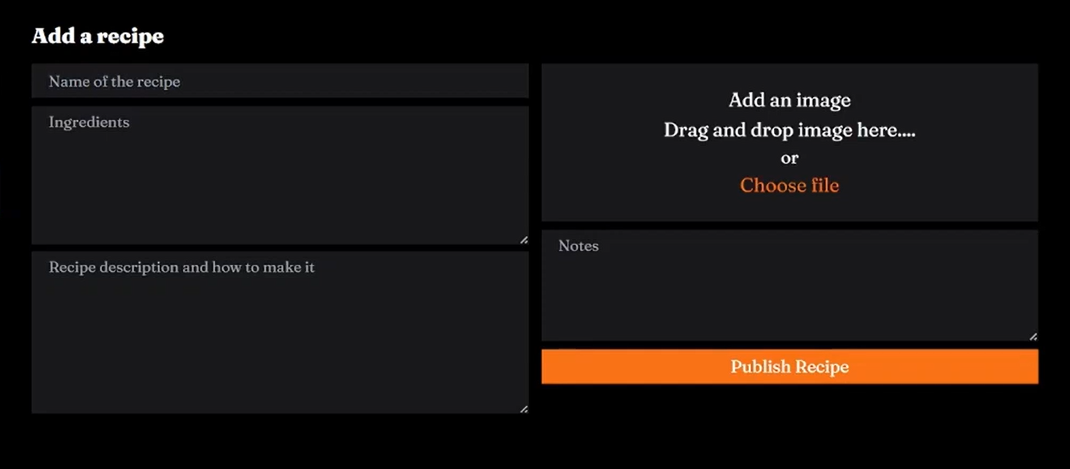 Add a recipe
Name of the recipe
Ingredients
Recipe description and how to make it
Add an image
Drag and drop image here....
or
Choose file
Notes
Publish Recipe